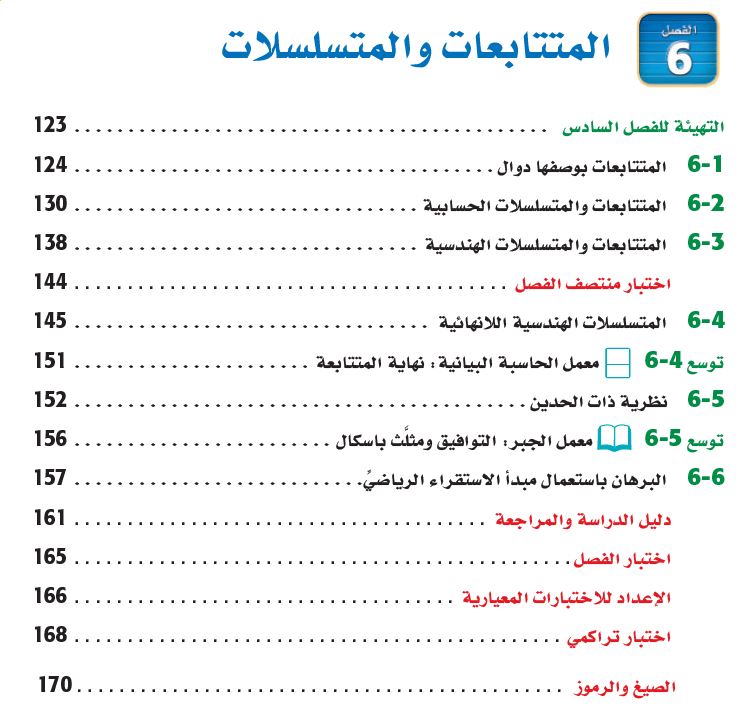 الفصل 6 المتتابعات والمتسلسلات
التهيئة للفصل السادس . . . . . . . . . . . . . . . . . . . . . . . . . . . . . . . . . . . 123
6-1 المتتابعات بوصفها دوال . . . . . . . . . . . . . . . . . . . . . . . . . . . . . . . 124
6-2 المتتابعات والمتسلسلات الحسابية . . . . . . . . . . . . . . . . . . . . . . . . . 130
6-3 المتتابعات والمتسلسلات الهندسية . . . . . . . . . . . . . . . . . . . . . . . . . 138
اختبار منتصف الفصل . . . . . . . . . . . . . . . . . . . . . . . . . . . . . . . . 144
6-4 المتسلسلات الهندسية اللانهائية . . . . . . . . . . . . . . . . . . . . . . . . . . 145
توسع 6-4 معمل الحاسبة البيانية: نهاية المتتابعة . . . . . . . . . . . . . . . . . . 151
6-5 نظرية ذات الحدين . . . . . . . . . . . . . . . . . . . . . . . . . . . . . . . . . 152
توسع 6-5 معمل الجبر: التوافيق ومثلَّث باسكال . . . . . . . . . . . . . . . . . . . 156
6-6 البرهان باستعمال مبدأ الاستقراء الرياضيِّ . . . . . . . . . . . . . . . . . . . . . 157
دليل الدراسة والمراجعة . . . . . . . . . . . . . . . . . . . . . . . . . . . . . . . 161
اختبار الفصل . . . . . . . . . . . . . . . . . . . . . . . . . . . . . . . . . . . . . 165
الإعداد للاختبارات المعيارية . . . . . . . . . . . . . . . . . . . . . . . . . . . . 166
اختبار تراكمي . . . . . . . . . . . . . . . . . . . . . . . . . . . . . . . . . . . . 168
الصيغ والرموز . . . . . . . . . . . . . . . . . . . . . . . . . . . . . . . . . . . . 170